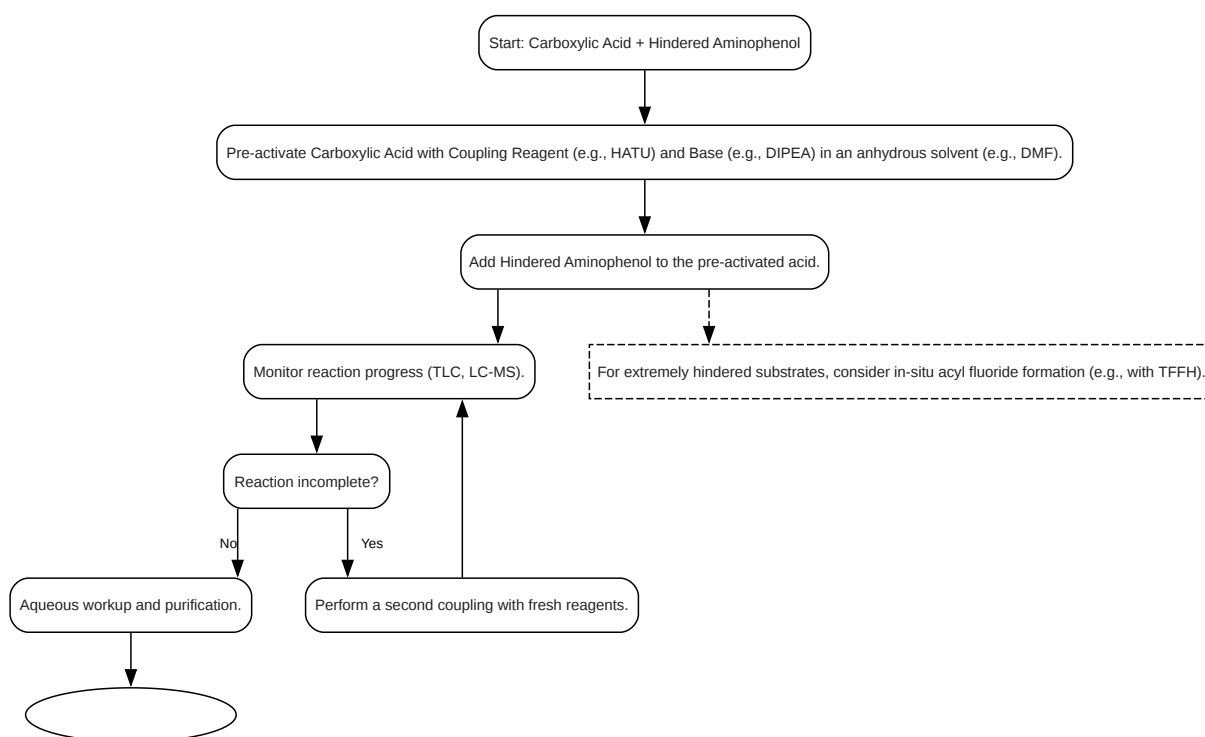 Start: Carboxylic Acid + Hindered Aminophenol
Pre-activate Carboxylic Acid with Coupling Reagent (e.g., HATU) and Base (e.g., DIPEA) in an anhydrous solvent (e.g., DMF).
Add Hindered Aminophenol to the pre-activated acid.
Monitor reaction progress (TLC, LC-MS).
For extremely hindered substrates, consider in-situ acyl fluoride formation (e.g., with TFFH).
Reaction incomplete?
No
Yes
Aqueous workup and purification.
Perform a second coupling with fresh reagents.